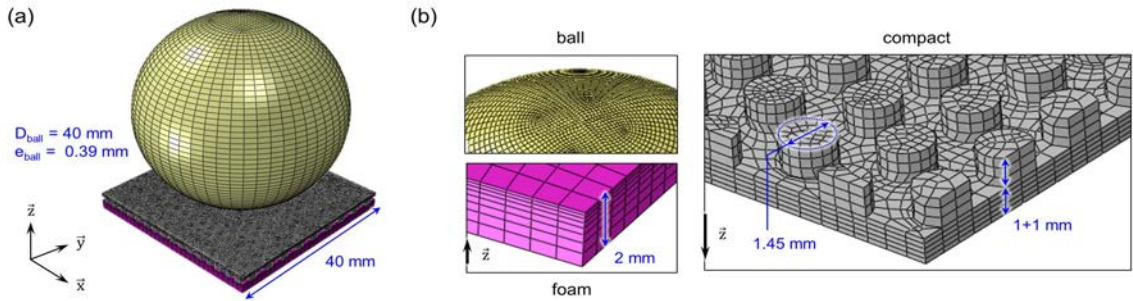 (a)
D_ball = 40 mm
e_ball = 0.39 mm
z⃗
y⃗
x⃗
40 mm
(b)
ball
2 mm
z⃗
foam
compact
1.45 mm
1+1 mm
z⃗